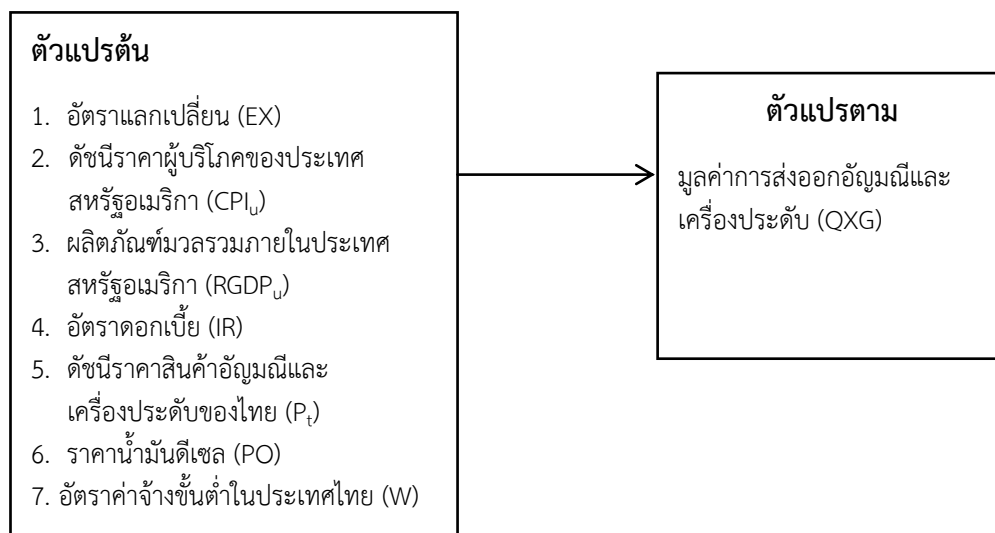 ตัวแปรต้น
1. อัตราแลกเปลี่ยน (EX)
2. ดัชนีราคาผู้บริโภคของประเทศ
สหรัฐอเมริกา (CPIu)
3. ผลิตภัณฑ์มวลรวมภายในประเทศ
สหรัฐอเมริกา (RGDPu)
4. อัตราดอกเบี้ย (IR)
5. ดัชนีราคาสินค้าอัญมณีและ
เครื่องประดับของไทย (Pt)
6. ราคาน้ำมันดีเซล (PO)
7. อัตราค่าจ้างขั้นต่ำในประเทศไทย (W)
ตัวแปรตาม
มูลค่าการส่งออกอัญมณีและ
เครื่องประดับ (QXG)